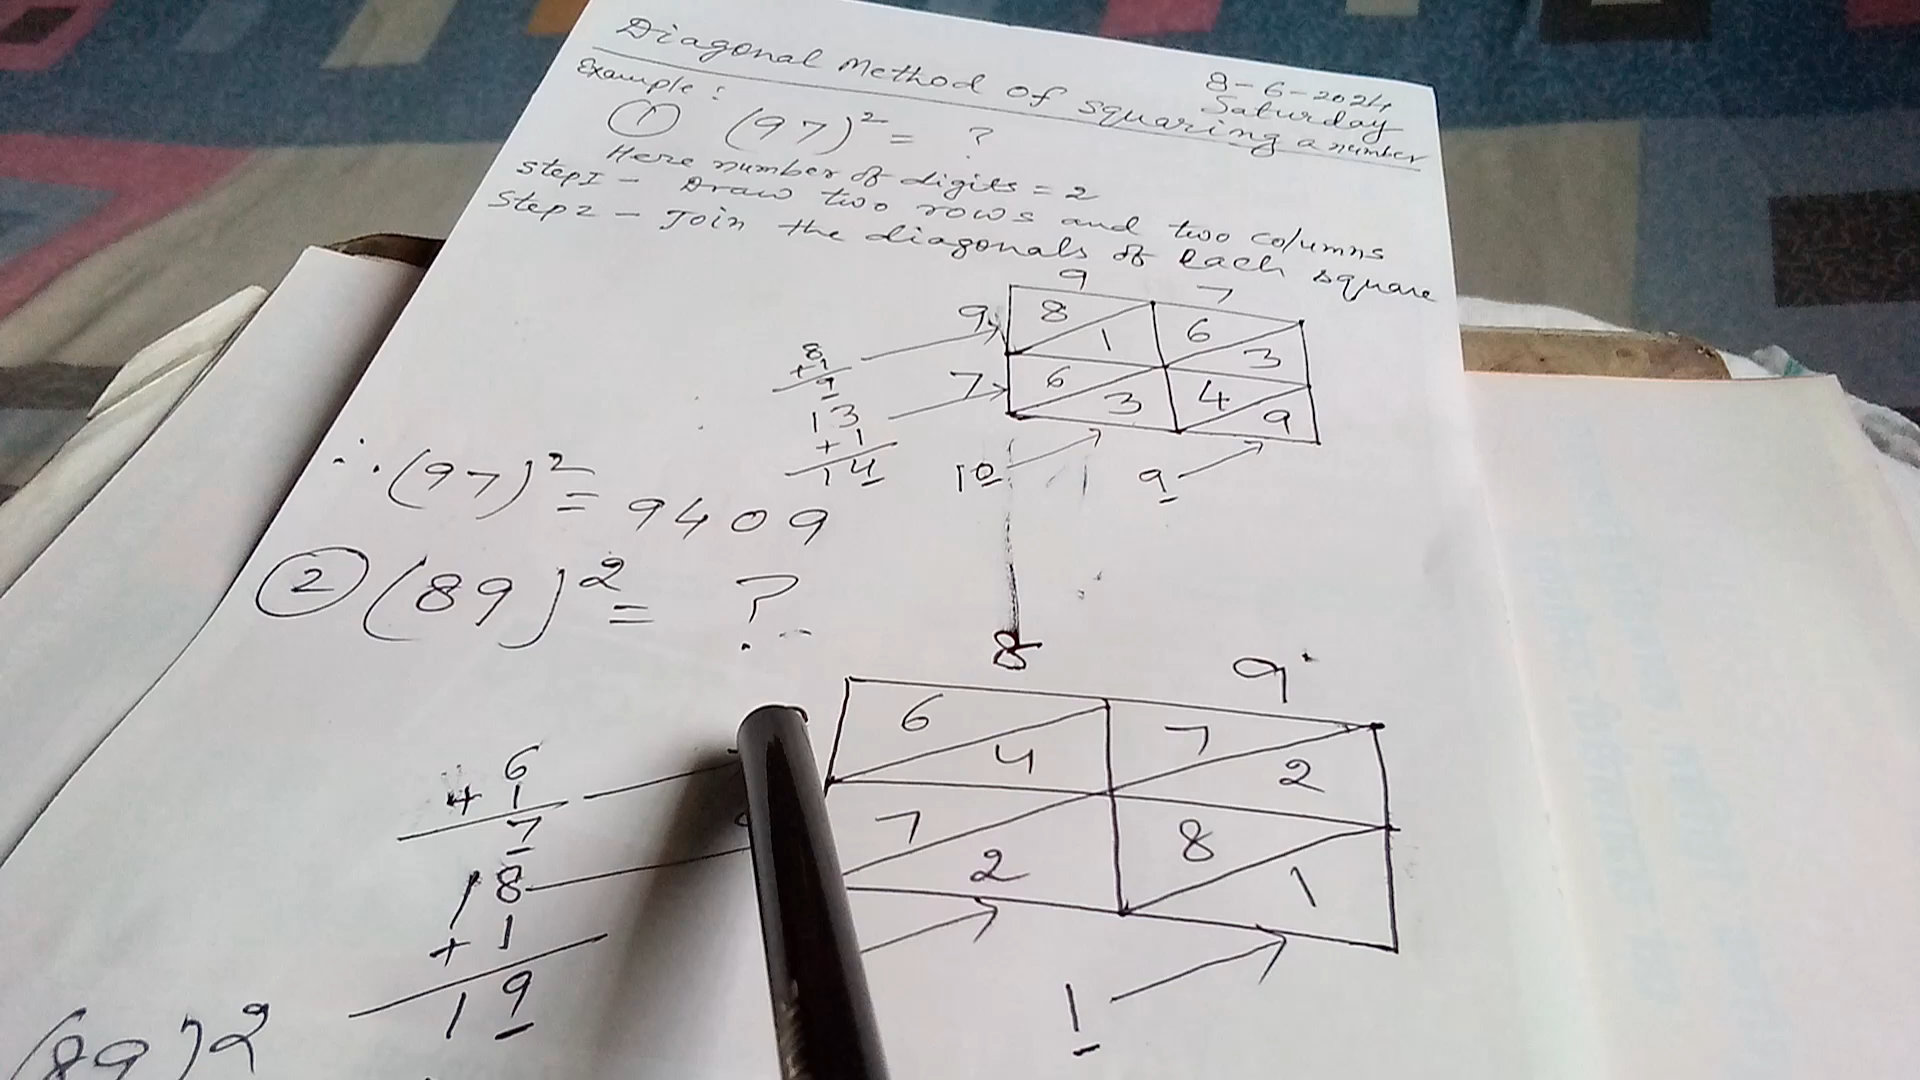 Diagonal Method of squaring a number
8-6-2024
Saturday
Example :
① (97)² = ?
Here number of digits = 2
Step I - Draw two rows and two columns
Step 2 - Join the diagonals of each square
9 7
9 8 1 6 3
7 6 3 4 9
8
+1
9
13
+1
14
10 9
∴ (97)² = 9409
② (89)² = ?
8 9
6 4 7 2
7 2 8 1
6
+ 1
7
18
+ 1
19
1
(89)²